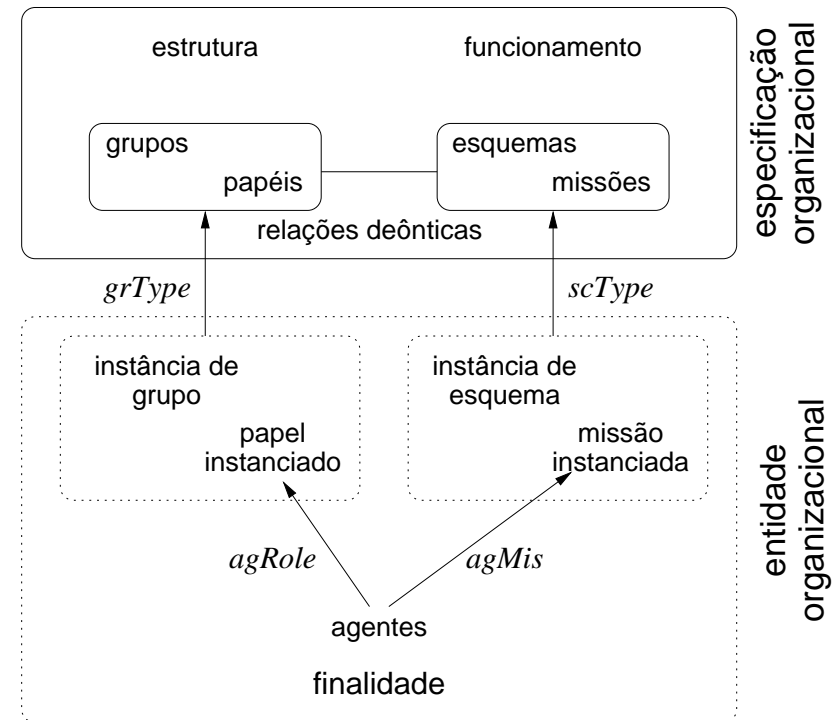 estrutura
funcionamento
grupos
papéis
esquemas
missões
relações deônticas
especificação
organizacional
grType
scType
instância de
grupo
papel
instanciado
instância de
esquema
missão
instanciada
agRole
agMis
agentes
finalidade
entidade
organizacional